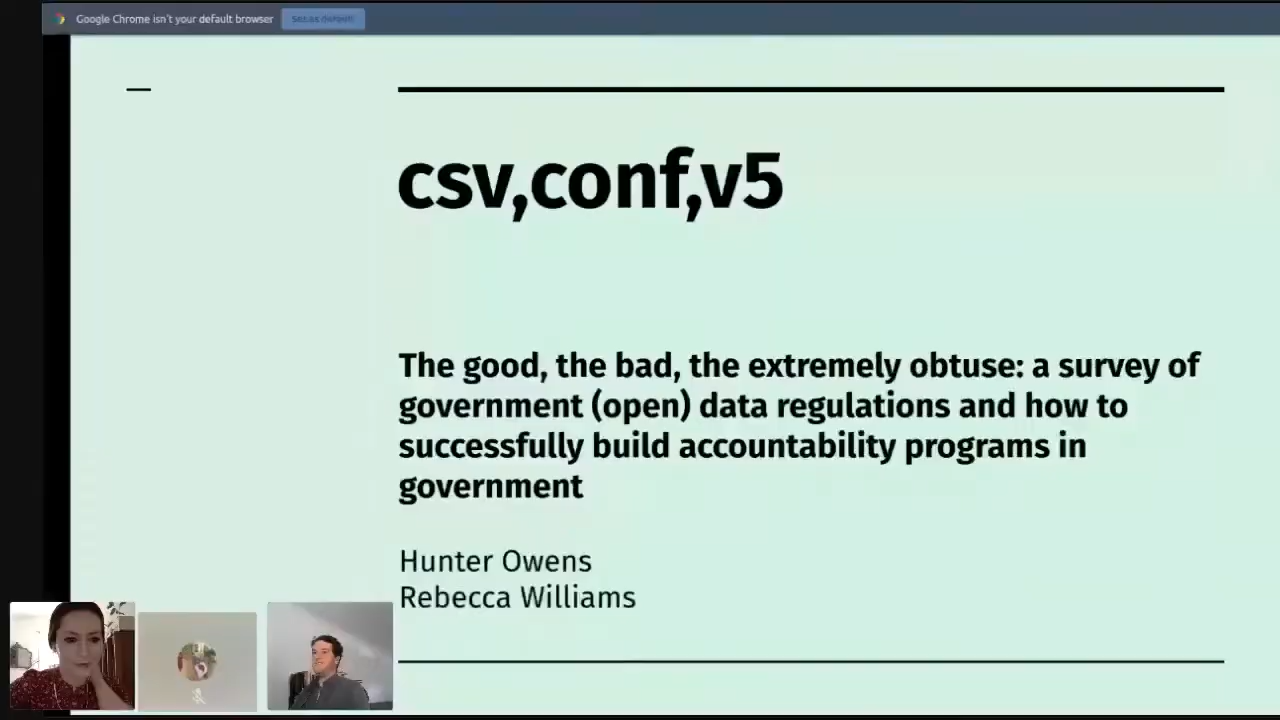 Google Chrome isn't your default browser
Set as default
csv,conf,v5
The good, the bad, the extremely obtuse: a survey of
government (open) data regulations and how to
successfully build accountability programs in
government
Hunter Owens
Rebecca Williams